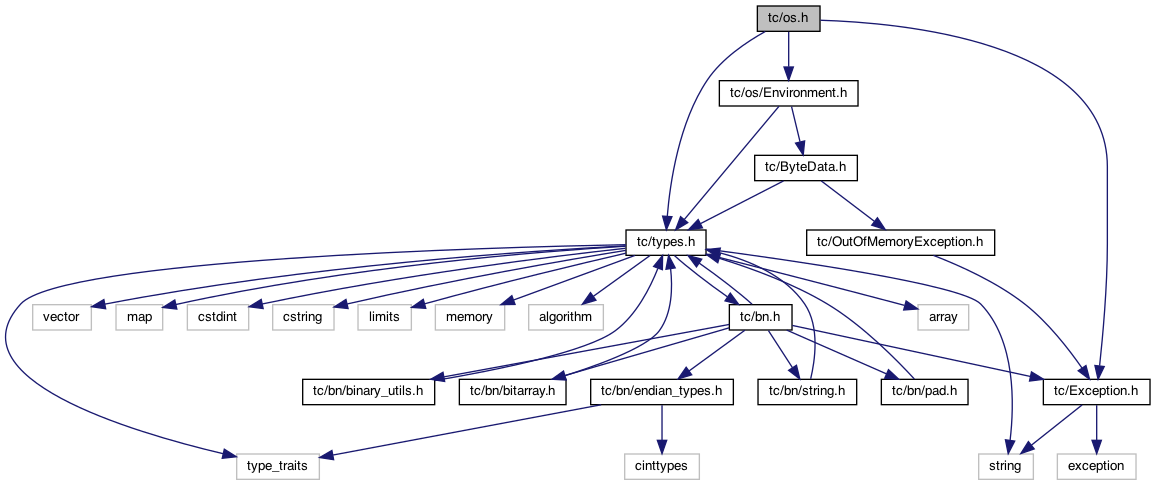 tc/os.h
tc/os/Environment.h
tc/ByteData.h
tc/types.h
tc/OutOfMemoryException.h
vector
map
cstdint
cstring
limits
memory
algorithm
tc/bn.h
array
tc/bn/binary_utils.h
tc/bn/bitarray.h
tc/bn/endian_types.h
tc/bn/string.h
tc/bn/pad.h
tc/Exception.h
type_traits
cinttypes
string
exception